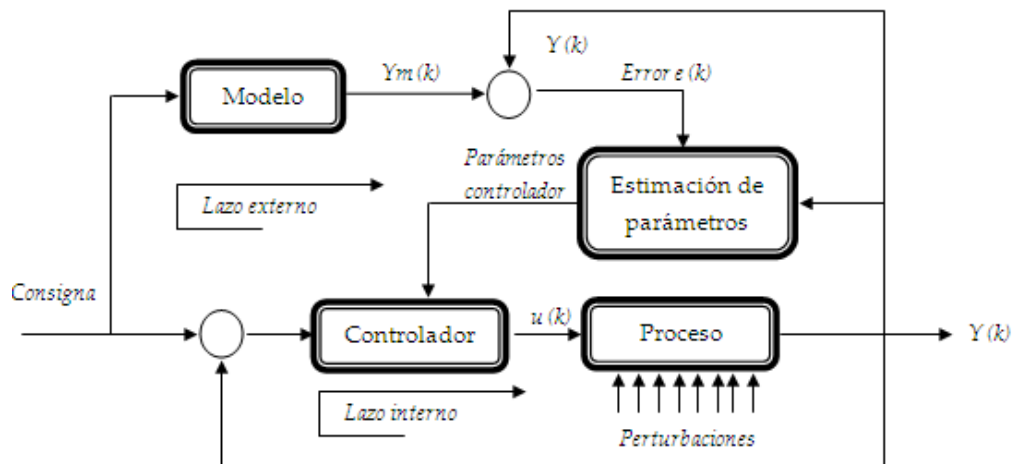 Y (k)
Modelo
Ym (k)
Error e (k)
Parámetros
controlador
Estimación de
parámetros
Lazo externo
Consigna
Controlador
u (k)
Proceso
Y (k)
Lazo interno
Perturbaciones